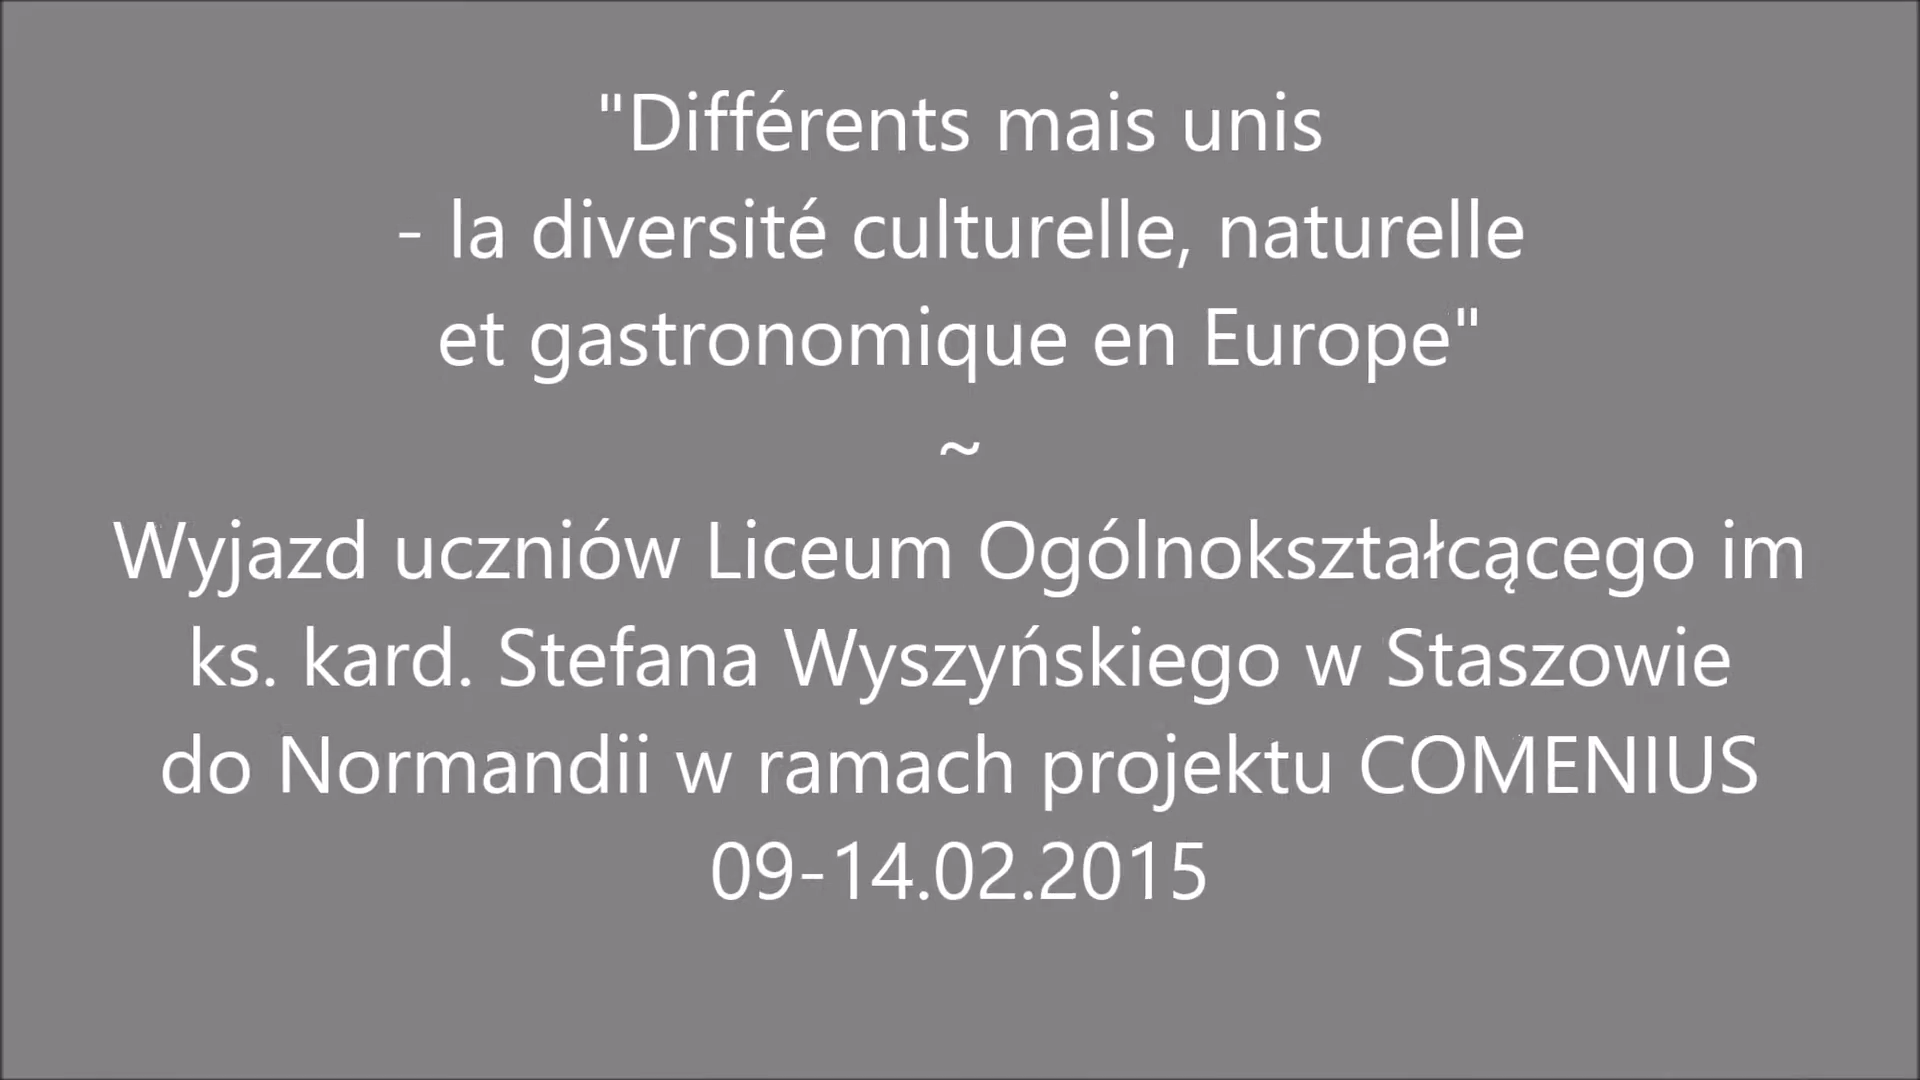 "Différents mais unis
- la diversité culturelle, naturelle
et gastronomique en Europe"
~
Wyjazd uczniów Liceum Ogólnokształcącego im
ks. kard. Stefana Wyszyńskiego w Staszowie
do Normandii w ramach projektu COMENIUS
09-14.02.2015